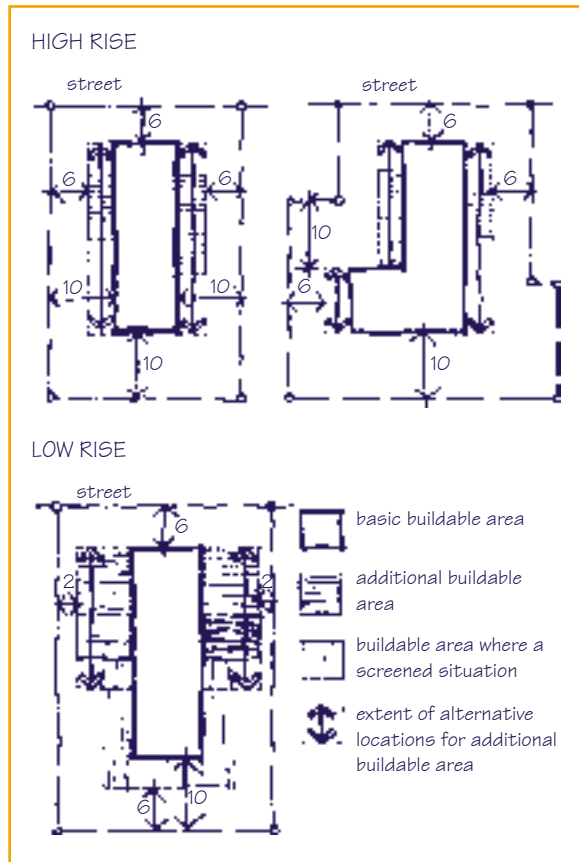 HIGH RISE
street
street
6
6
6
6
6
10
10
10
6
10
10
LOW RISE
street
6
basic buildable area
2
2
additional buildable
area
buildable area where a
screened situation
extent of alternative
locations for additional
buildable area
6
10